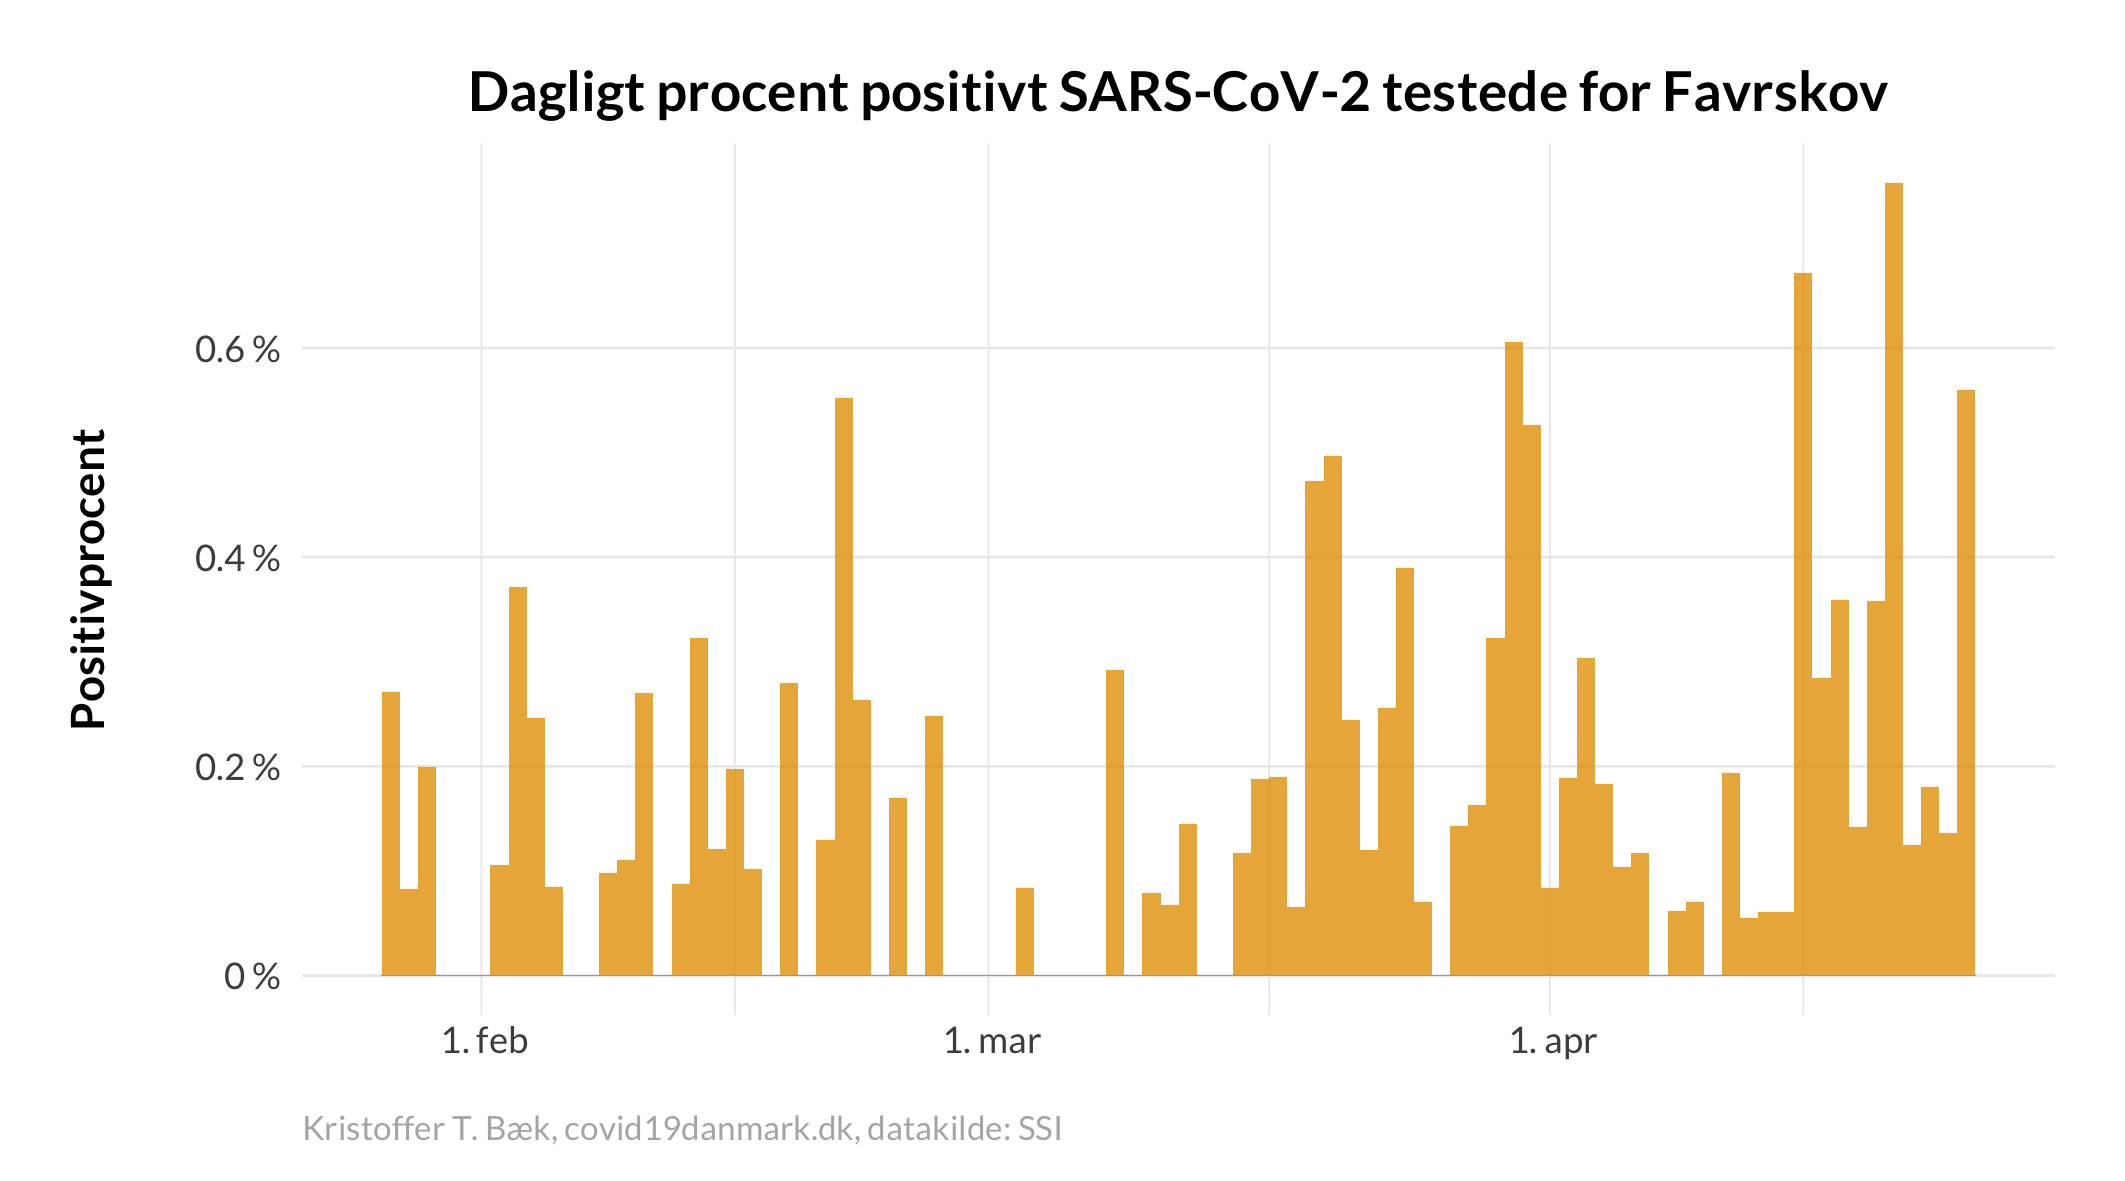 Dagligt procent positivt SARS-CoV-2 testede for Favrskov
Positivprocent
0.6 %
0.4 %
0.2 %
0 %
1. feb
1. mar
1. apr
Kristoffer T. Bæk, covid19danmark.dk, datakilde: SSI